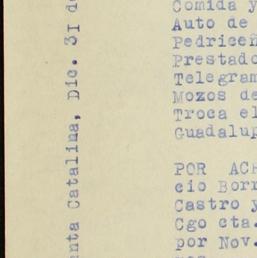 Santa Catalina, Dic. 31 de
Comida y
Auto de
Pedriceñ
Prestado
Telegram
Mozos de
Troca el
Guadalup
POR ACR
cio Borr
Castro y
Cgo cta.
por Nov.